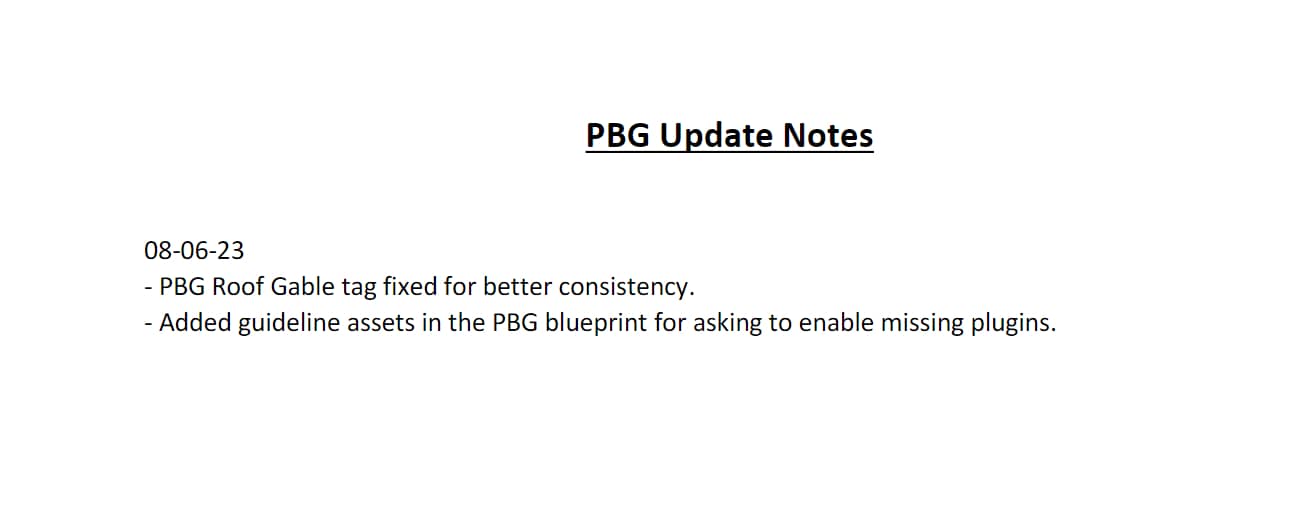 PBG Update Notes
08-06-23
- PBG Roof Gable tag fixed for better consistency.
- Added guideline assets in the PBG blueprint for asking to enable missing plugins.